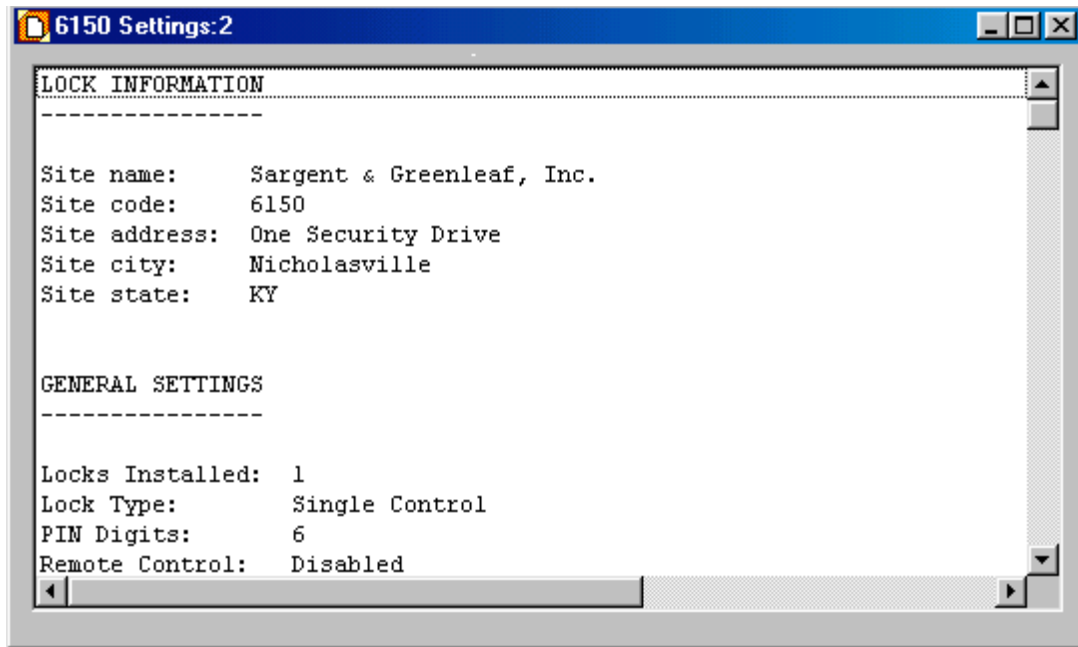 6150 Settings:2
LOCK INFORMATION
----------------
Site name: Sargent & Greenleaf, Inc.
Site code: 6150
Site address: One Security Drive
Site city: Nicholasville
Site state: KY
GENERAL SETTINGS
----------------
Locks Installed: 1
Lock Type: Single Control
PIN Digits: 6
Remote Control: Disabled